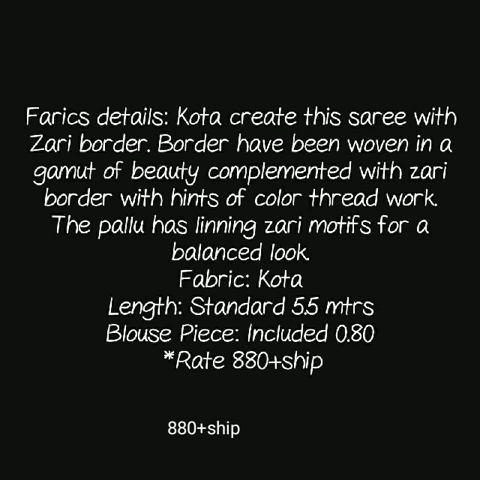 Farics details: Kota create this saree with
Zari border. Border have been woven in a
gamut of beauty complemented with zari
border with hints of color thread work.
The pallu has linning zari motifs for a
balanced look.
Fabric: Kota
Length: Standard 5.5 mtrs
Blouse Piece: Included 0.80
*Rate 880+ship
880+ship